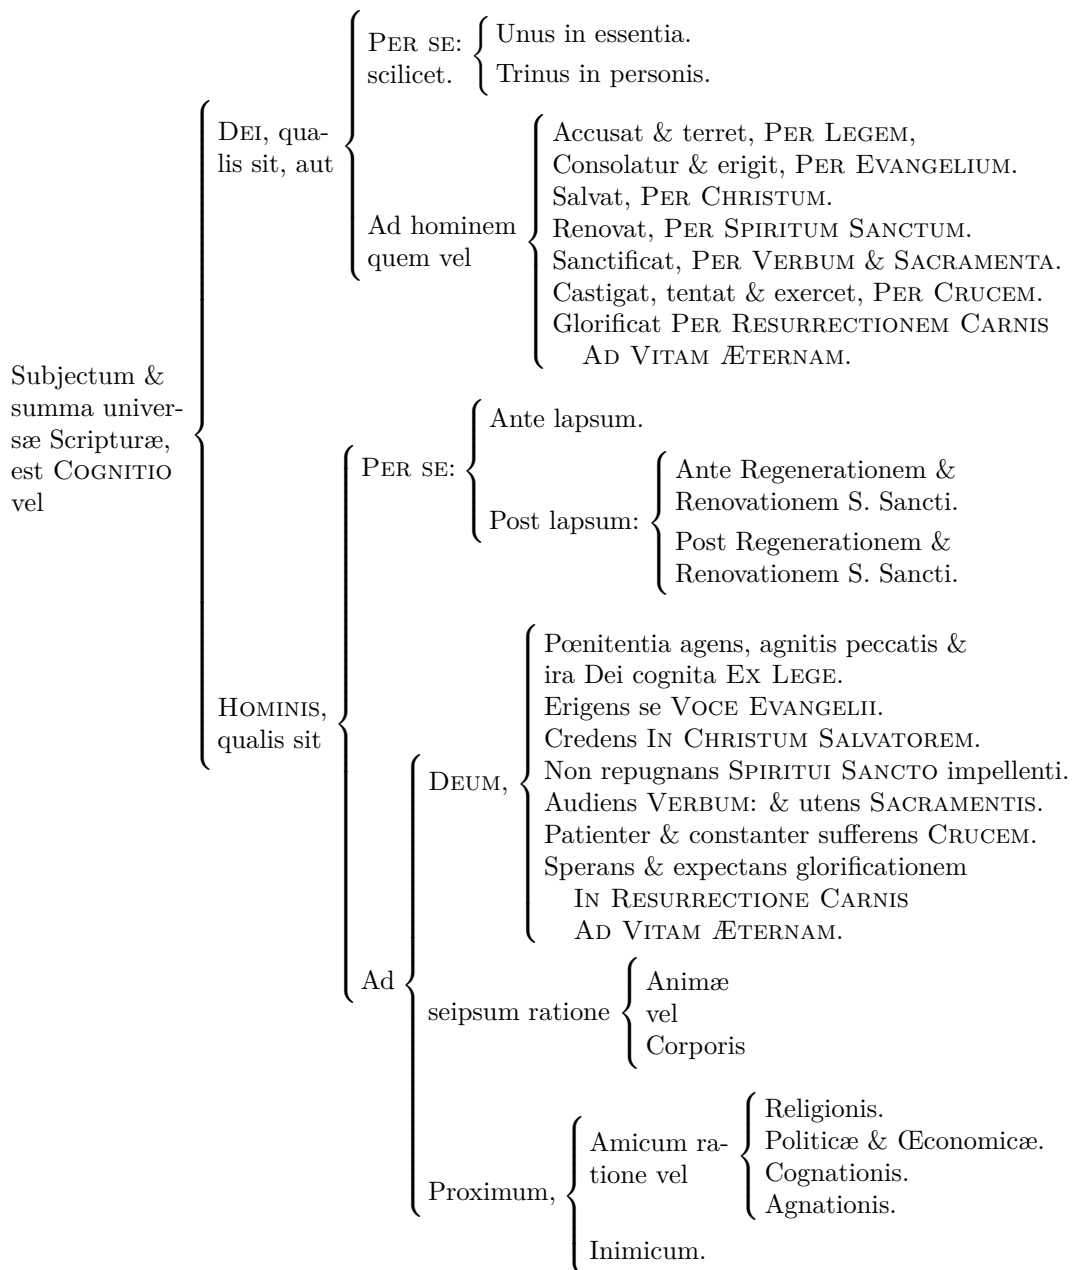 Subjectum &
summa univer-
sæ Scripturæ,
est COGNITIO
vel
DEI, qua-
lis sit, aut
PER SE:
scilicet.
Unus in essentia.
Trinus in personis.
Ad hominem
quem vel
Accusat & terret, PER LEGEM,
Consolatur & erigit, PER EVANGELIUM.
Salvat, PER CHRISTUM.
Renovat, PER SPIRITUM SANCTUM.
Sanctificat, PER VERBUM & SACRAMENTA.
Castigat, tentat & exercet, PER CRUCEM.
Glorificat PER RESURRECTIONEM CARNIS
AD VITAM ÆTERNAM.
HOMINIS,
qualis sit
PER SE:
Ante lapsum.
Post lapsum:
Ante Regenerationem &
Renovationem S. Sancti.
Post Regenerationem &
Renovationem S. Sancti.
Ad
DEUM,
Pœnitentia agens, agnitis peccatis &
ira Dei cognita EX LEGE.
Erigens se VOCE EVANGELII.
Credens IN CHRISTUM SALVATOREM.
Non repugnans SPIRITUI SANCTO impellenti.
Audiens VERBUM: & utens SACRAMENTIS.
Patienter & constanter sufferens CRUCEM.
Sperans & expectans glorificationem
IN RESURRECTIONE CARNIS
AD VITAM ÆTERNAM.
seipsum ratione
Animæ
vel
Corporis
Proximum,
Amicum ra-
tione vel
Religionis.
Politicæ & Œconomicæ.
Cognationis.
Agnationis.
Inimicum.